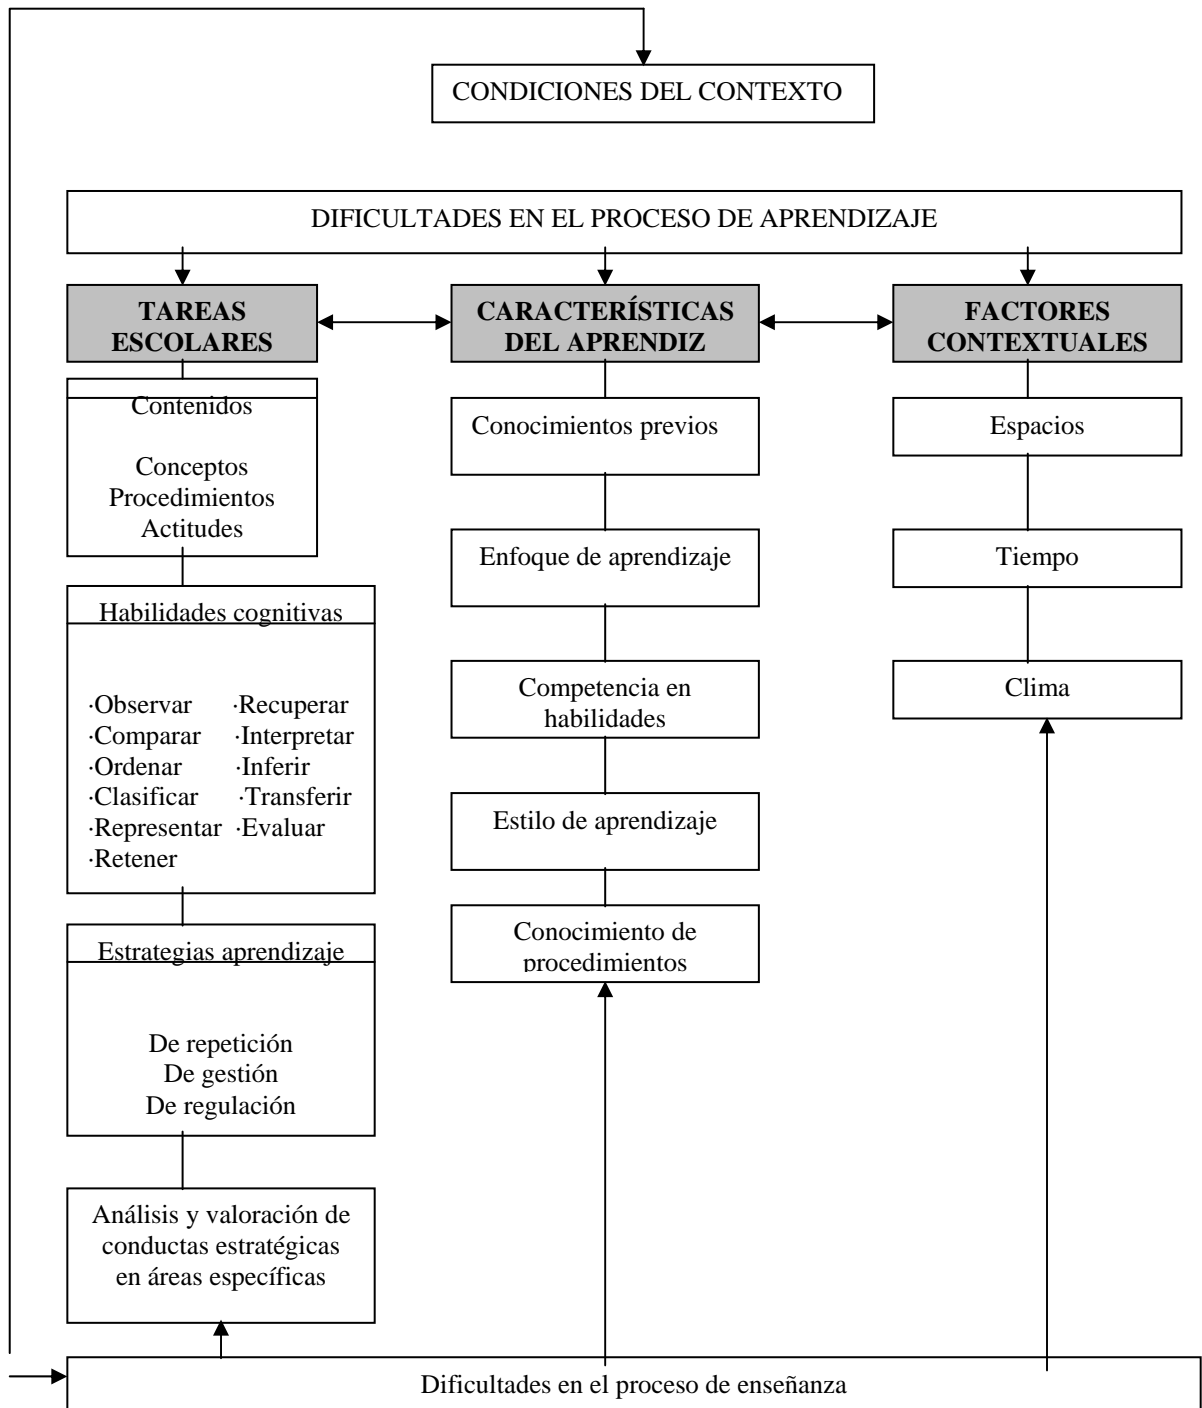 CONDICIONES DEL CONTEXTO
DIFICULTADES EN EL PROCESO DE APRENDIZAJE
TAREAS
ESCOLARES
CARACTERÍSTICAS
DEL APRENDIZ
FACTORES
CONTEXTUALES
Contenidos
Conceptos
Procedimientos
Actitudes
Habilidades cognitivas
·Observar ·Recuperar
·Comparar ·Interpretar
·Ordenar ·Inferir
·Clasificar ·Transferir
·Representar ·Evaluar
·Retener
Estrategias aprendizaje
De repetición
De gestión
De regulación
Análisis y valoración de
conductas estratégicas
en áreas específicas
Conocimientos previos
Enfoque de aprendizaje
Competencia en
habilidades
Estilo de aprendizaje
Conocimiento de
procedimientos
Espacios
Tiempo
Clima
Dificultades en el proceso de enseñanza